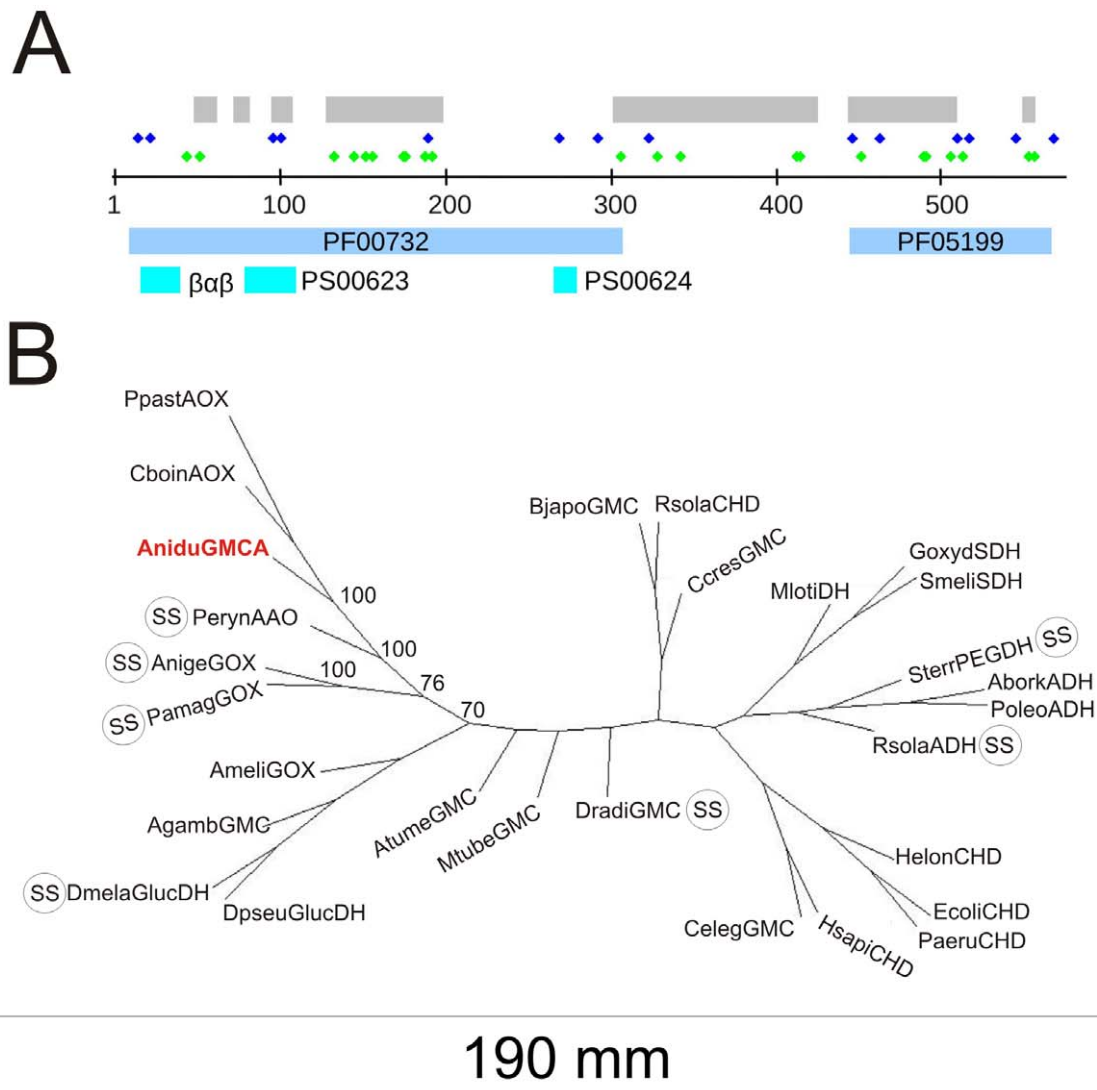 A
1 100 200 300 400 500
PF00732 PF05199
βαβ PS00623 PS00624
B
PpastAOX
CboinAOX
AniduGMCA
100
SS PerynAAO
100
SS AnigeGOX
100
76
SS PamagGOX
70
AmeliGOX
AgambGMC
SS DmelaGlucDH
DpseuGlucDH
AtumeGMC
MtubeGMC
DradiGMC SS
BjapoGMC
RsolaCHD
CcresGMC
MlotiDH
GoxydSDH
SmeliSDH
SterrPEGDH SS
AborkADH
PoleoADH
RsolaADH SS
HelonCHD
EcoliCHD
PaeruCHD
CelegGMC
HsapiCHD
190 mm